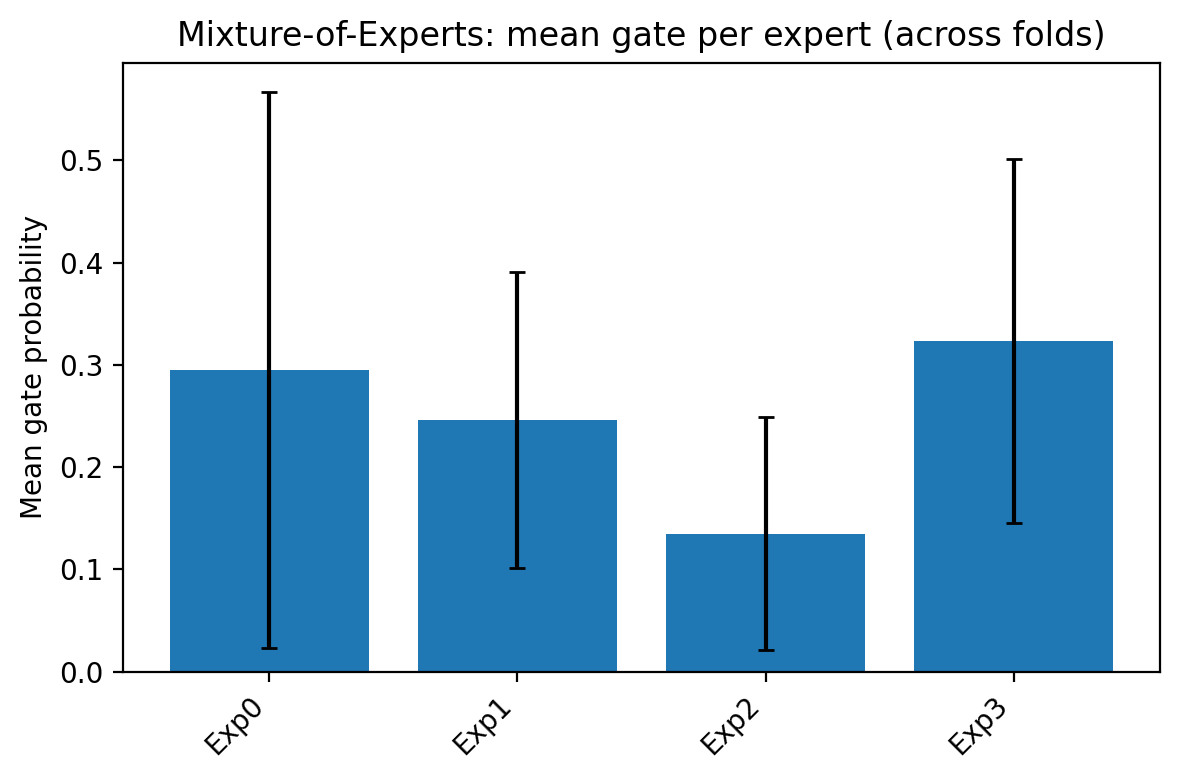 Mixture-of-Experts: mean gate per expert (across folds)
Mean gate probability
0.5
0.4
0.3
0.2
0.1
0.0
Exp0
Exp1
Exp2
Exp3